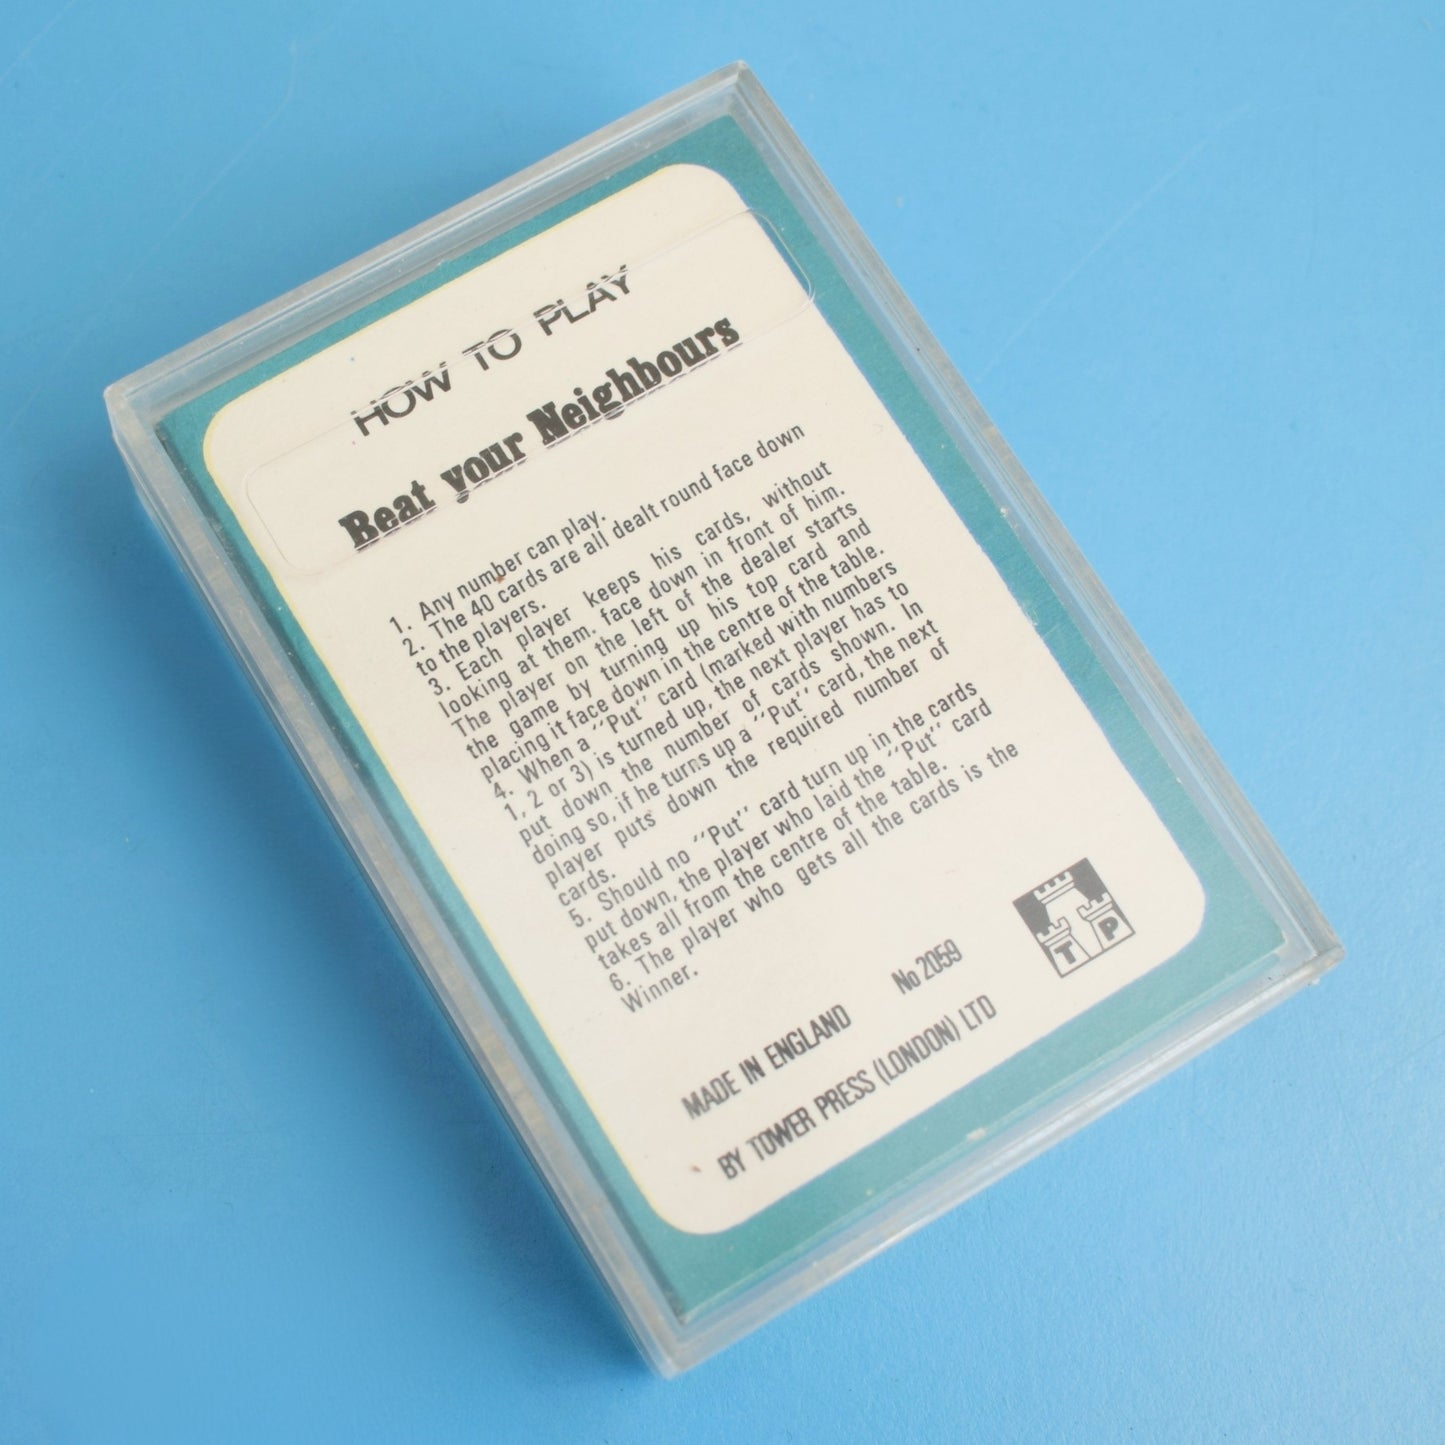 HOW TO PLAY
Beat your Neighbours
1. Any number can play.
2. The 40 cards are all dealt round face down
to the players.
3. Each player keeps his cards, without
looking at them. face down in front of him.
The player on the left of the dealer starts
the game by turning up his top card and
placing it face down in the centre of the table.
4. When a "Put" card (marked with numbers
1, 2 or 3) is turned up, the next player has to
put down the number of cards shown. In
doing so, if he turns up a "Put" card, the next
player puts down the required number of
cards.
5. Should no "Put" card turn up in the cards
put down, the player who laid the "Put" card
takes all from the centre of the table.
6. The player who gets all the cards is the
Winner.
MADE IN ENGLAND No 2059
BY TOWER PRESS (LONDON) LTD
T P